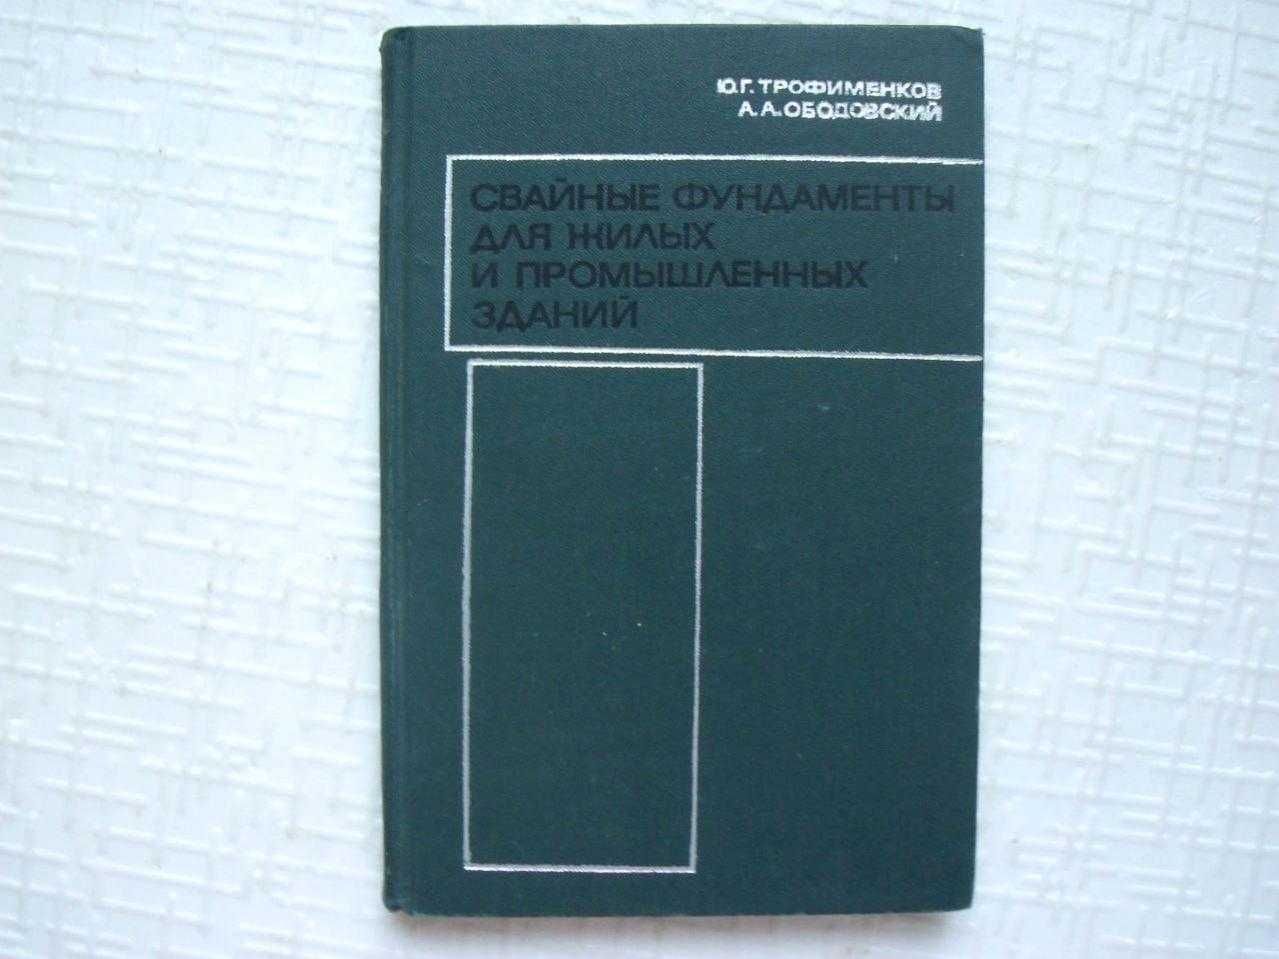 Ю.Г. ТРОФИМЕНКОВ
А.А. ОБОДОВСКИЙ
СВАЙНЫЕ ФУНДАМЕНТЫ
ДЛЯ ЖИЛЫХ
И ПРОМЫШЛЕННЫХ
ЗДАНИЙ